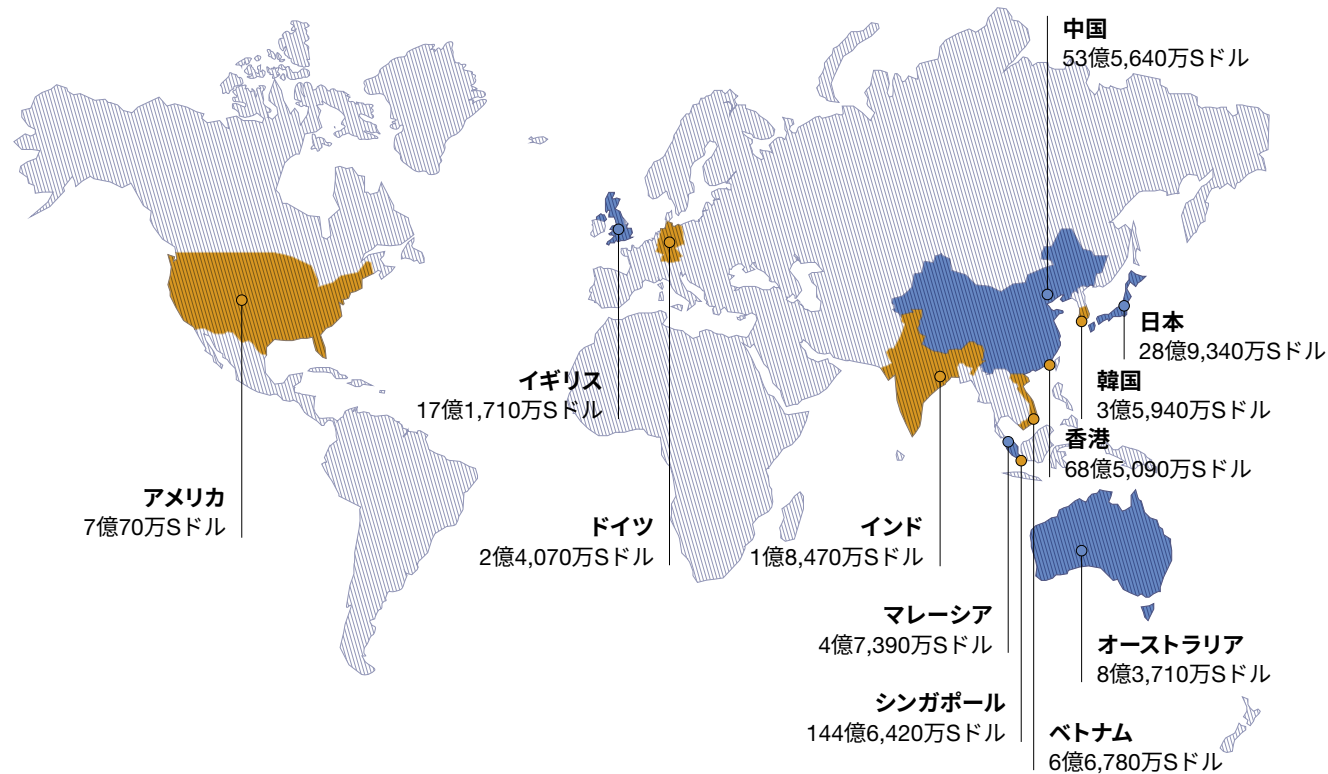 中国
53億5,640万Sドル
日本
28億9,340万Sドル
イギリス
17億1,710万Sドル
韓国
3億5,940万Sドル
香港
68億5,090万Sドル
アメリカ
7億70万Sドル
ドイツ
2億4,070万Sドル
インド
1億8,470万Sドル
マレーシア
4億7,390万Sドル
オーストラリア
8億3,710万Sドル
シンガポール
144億6,420万Sドル
ベトナム
6億6,780万Sドル